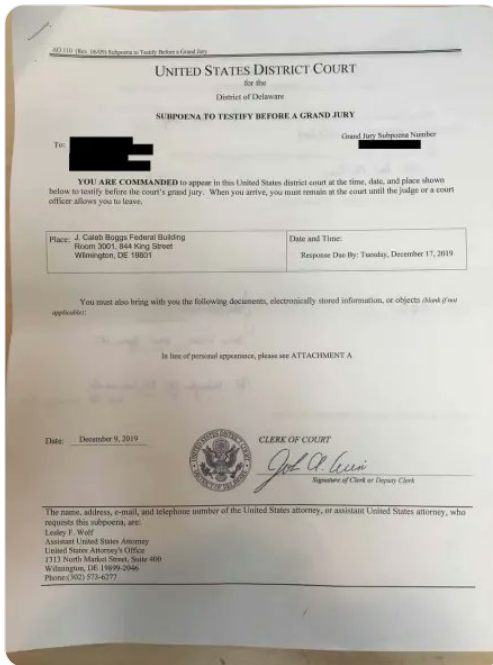 AO 110 (Rev. 06/09) Subpoena to Testify Before a Grand Jury
UNITED STATES DISTRICT COURT
for the
District of Delaware
SUBPOENA TO TESTIFY BEFORE A GRAND JURY
Grand Jury Subpoena Number
To:
YOU ARE COMMANDED to appear in this United States district court at the time, date, and place shown
below to testify before the court's grand jury. When you arrive, you must remain at the court until the judge or a court
officer allows you to leave.
Place: J. Caleb Boggs Federal Building
Room 3001, 844 King Street
Wilmington, DE 19801
Date and Time:
Response Due By: Tuesday, December 17, 2019
You must also bring with you the following documents, electronically stored information, or objects (blank if not
applicable):
In lieu of personal appearance, please see ATTACHMENT A
Date: December 9, 2019
CLERK OF COURT
Signature of Clerk or Deputy Clerk
The name, address, e-mail, and telephone number of the United States attorney, or assistant United States attorney, who
requests this subpoena, are:
Lesley F. Wolf
Assistant United States Attorney
United States Attorney's Office
1313 North Market Street, Suite 400
Wilmington, DE 19899-2046
Phone:(302) 573-6277